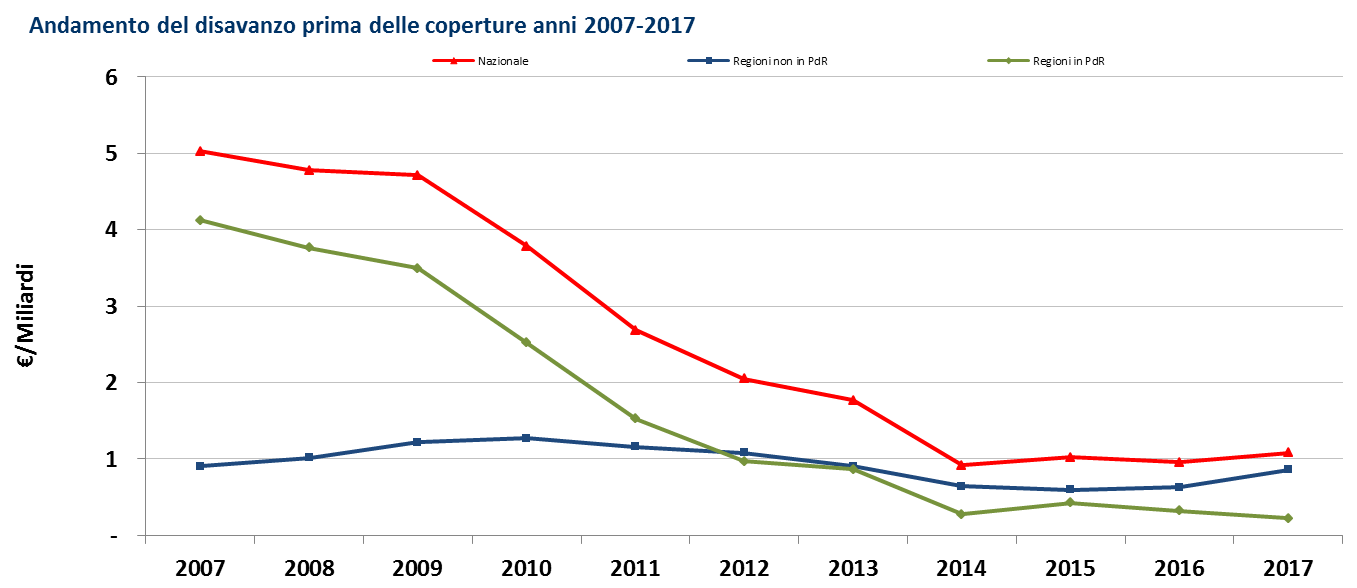 Andamento del disavanzo prima delle coperture anni 2007-2017
Nazionale Regioni non in PdR Regioni in PdR
6
5
4
3
2
1
-
€/Miliardi
2007 2008 2009 2010 2011 2012 2013 2014 2015 2016 2017